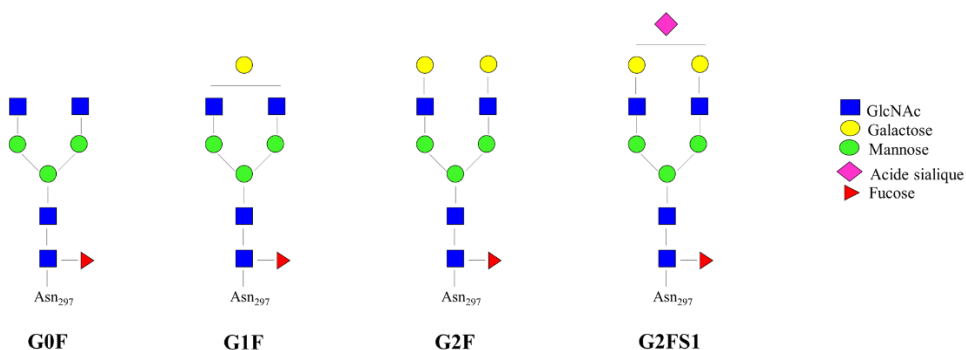 GlcNAc
Galactose
Mannose
Acide sialique
Fucose
Asn297 Asn297 Asn297 Asn297
G0F G1F G2F G2FS1